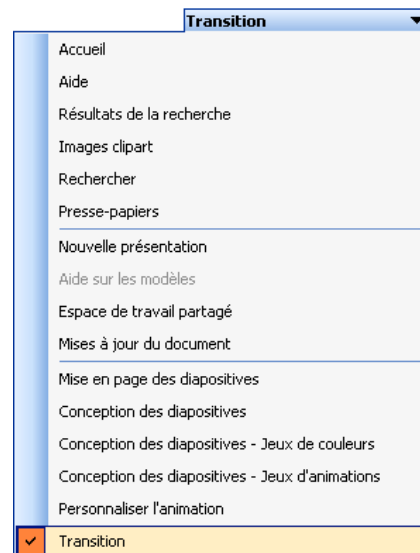 Transition
Accueil
Aide
Résultats de la recherche
Images clipart
Rechercher
Presse-papiers
Nouvelle présentation
Aide sur les modèles
Espace de travail partagé
Mises à jour du document
Mise en page des diapositives
Conception des diapositives
Conception des diapositives - Jeux de couleurs
Conception des diapositives - Jeux d'animations
Personnaliser l'animation
Transition